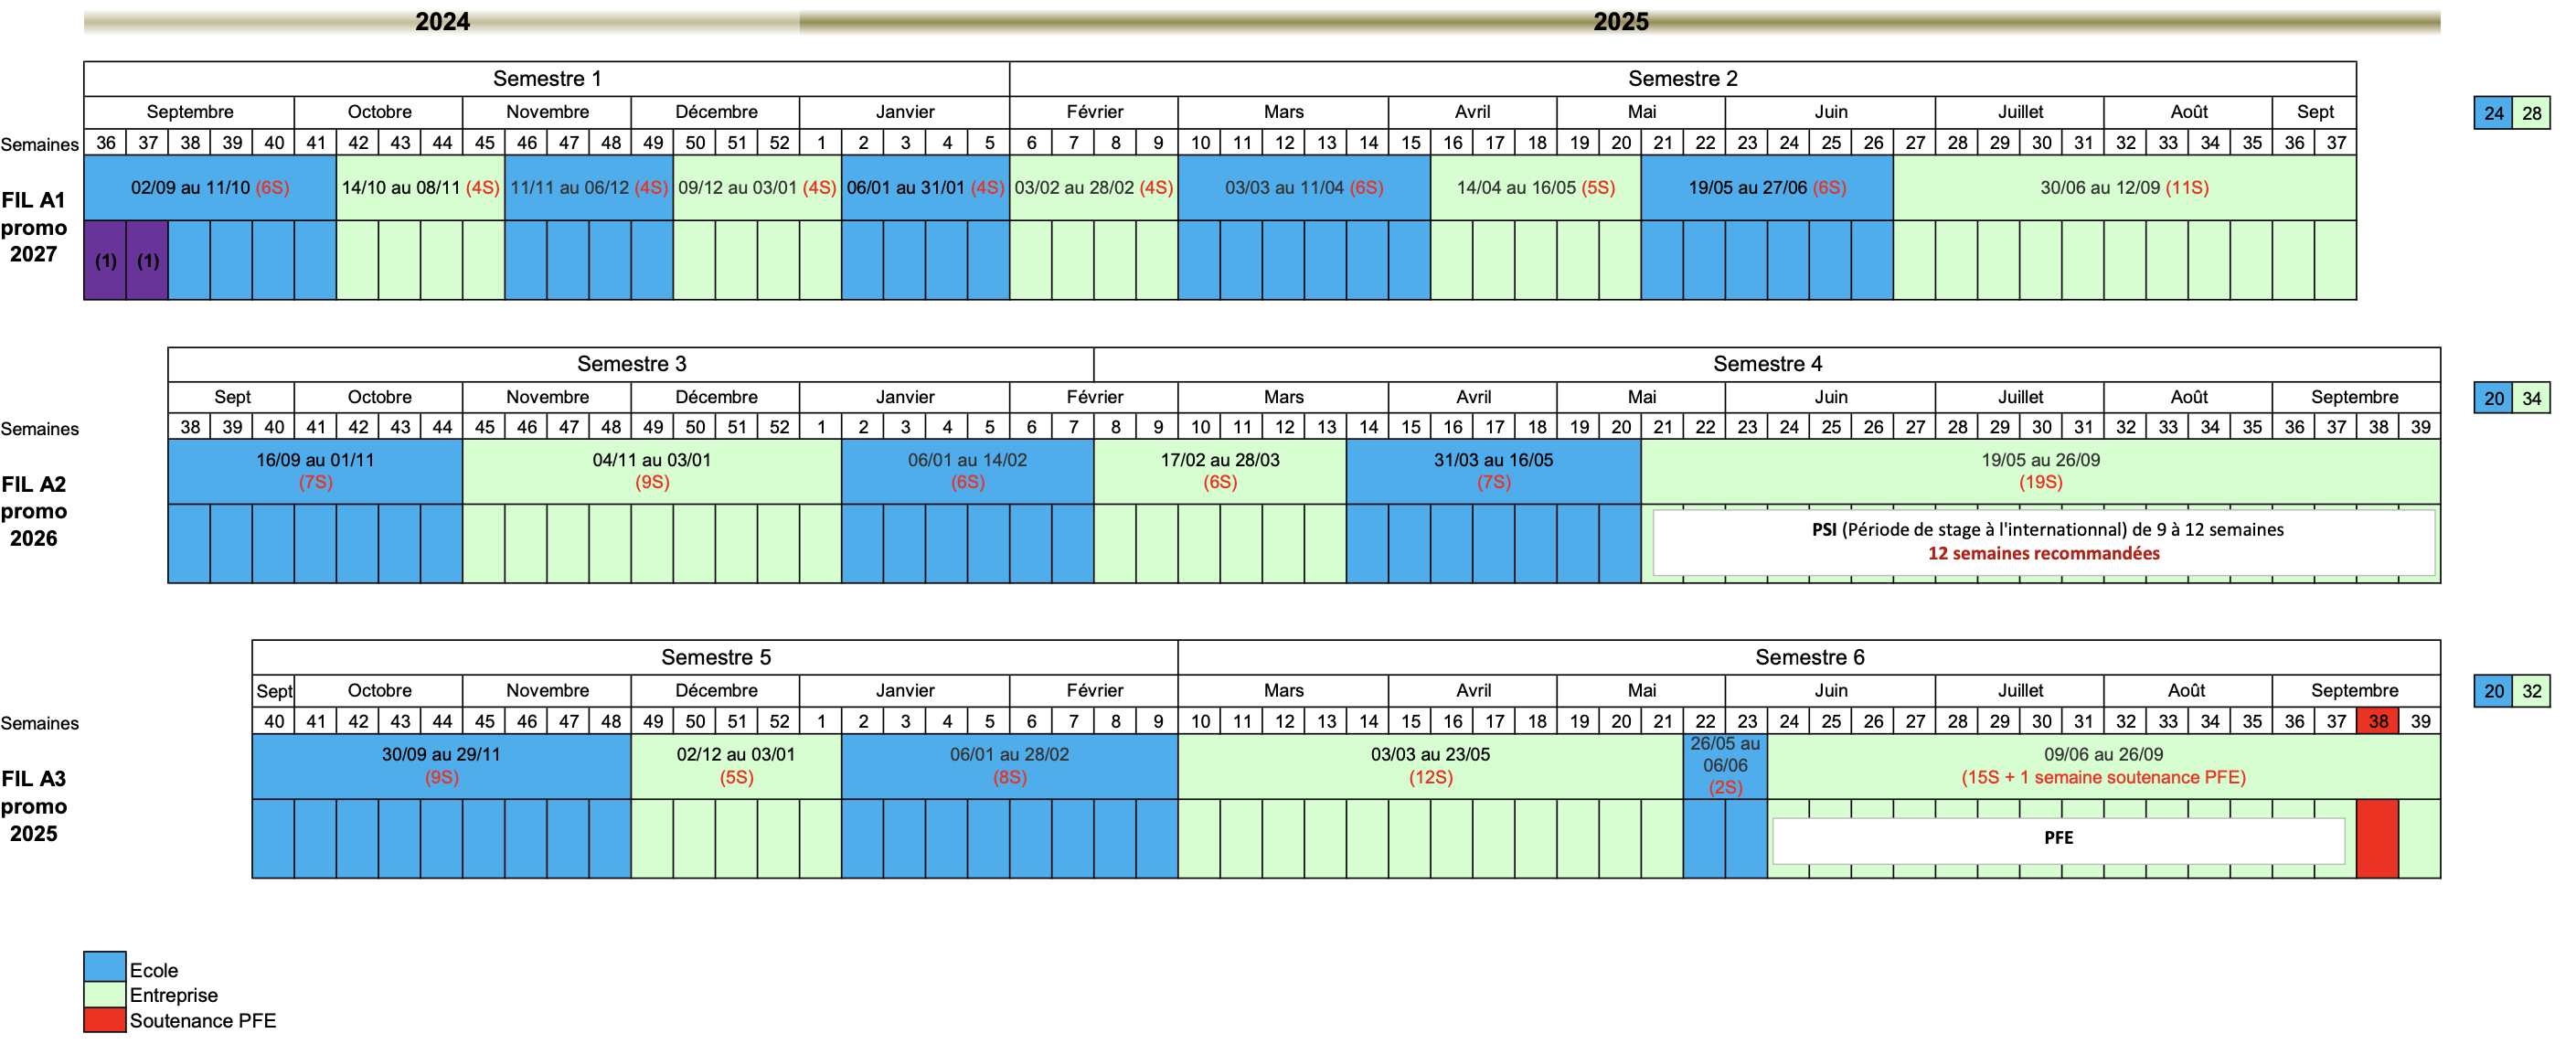 2024 2025
Semestre 1 Semestre 2
Septembre Octobre Novembre Décembre Janvier Février Mars Avril Mai Juin Juillet Août Sept 24 28
Semaines 36 37 38 39 40 41 42 43 44 45 46 47 48 49 50 51 52 1 2 3 4 5 6 7 8 9 10 11 12 13 14 15 16 17 18 19 20 21 22 23 24 25 26 27 28 29 30 31 32 33 34 35 36 37
FIL A1
promo
2027
02/09 au 11/10 (6S) 14/10 au 08/11 (4S) 11/11 au 06/12 (4S) 09/12 au 03/01 (4S) 06/01 au 31/01 (4S) 03/02 au 28/02 (4S) 03/03 au 11/04 (6S) 14/04 au 16/05 (5S) 19/05 au 27/06 (6S) 30/06 au 12/09 (11S)
(1) (1)
Semestre 3 Semestre 4
Sept Octobre Novembre Décembre Janvier Février Mars Avril Mai Juin Juillet Août Septembre 20 34
Semaines 38 39 40 41 42 43 44 45 46 47 48 49 50 51 52 1 2 3 4 5 6 7 8 9 10 11 12 13 14 15 16 17 18 19 20 21 22 23 24 25 26 27 28 29 30 31 32 33 34 35 36 37 38 39
FIL A2
promo
2026
16/09 au 01/11 04/11 au 03/01 06/01 au 14/02 17/02 au 28/03 31/03 au 16/05 19/05 au 26/09
(7S) (9S) (6S) (6S) (7S) (19S)
PSI (Période de stage à l'internationnal) de 9 à 12 semaines
12 semaines recommandées
Semestre 5 Semestre 6
Sept Octobre Novembre Décembre Janvier Février Mars Avril Mai Juin Juillet Août Septembre 20 32
Semaines 40 41 42 43 44 45 46 47 48 49 50 51 52 1 2 3 4 5 6 7 8 9 10 11 12 13 14 15 16 17 18 19 20 21 22 23 24 25 26 27 28 29 30 31 32 33 34 35 36 37 38 39
FIL A3
promo
2025
30/09 au 29/11
(9S)
02/12 au 03/01
(5S)
06/01 au 28/02
(8S)
03/03 au 23/05
(12S)
26/05 au
06/06
(2S)
09/06 au 26/09
(15S + 1 semaine soutenance PFE)
PFE
Ecole
Entreprise
Soutenance PFE